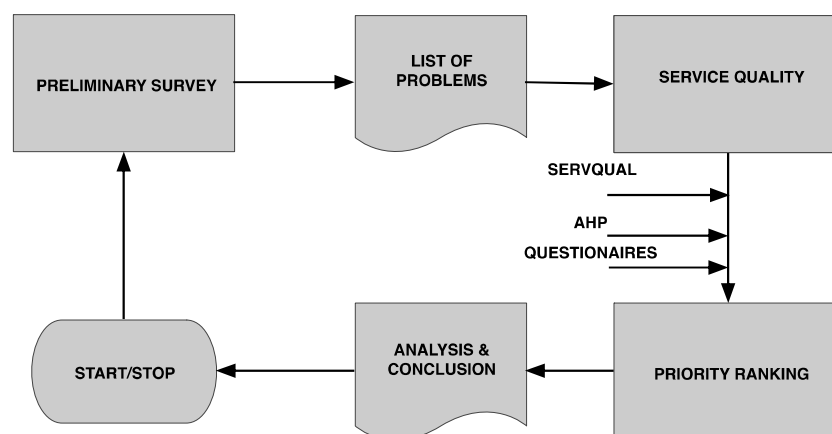 PRELIMINARY SURVEY
LIST OF
PROBLEMS
SERVICE QUALITY
SERVQUAL
AHP
QUESTIONAIRES
START/STOP
ANALYSIS &
CONCLUSION
PRIORITY RANKING